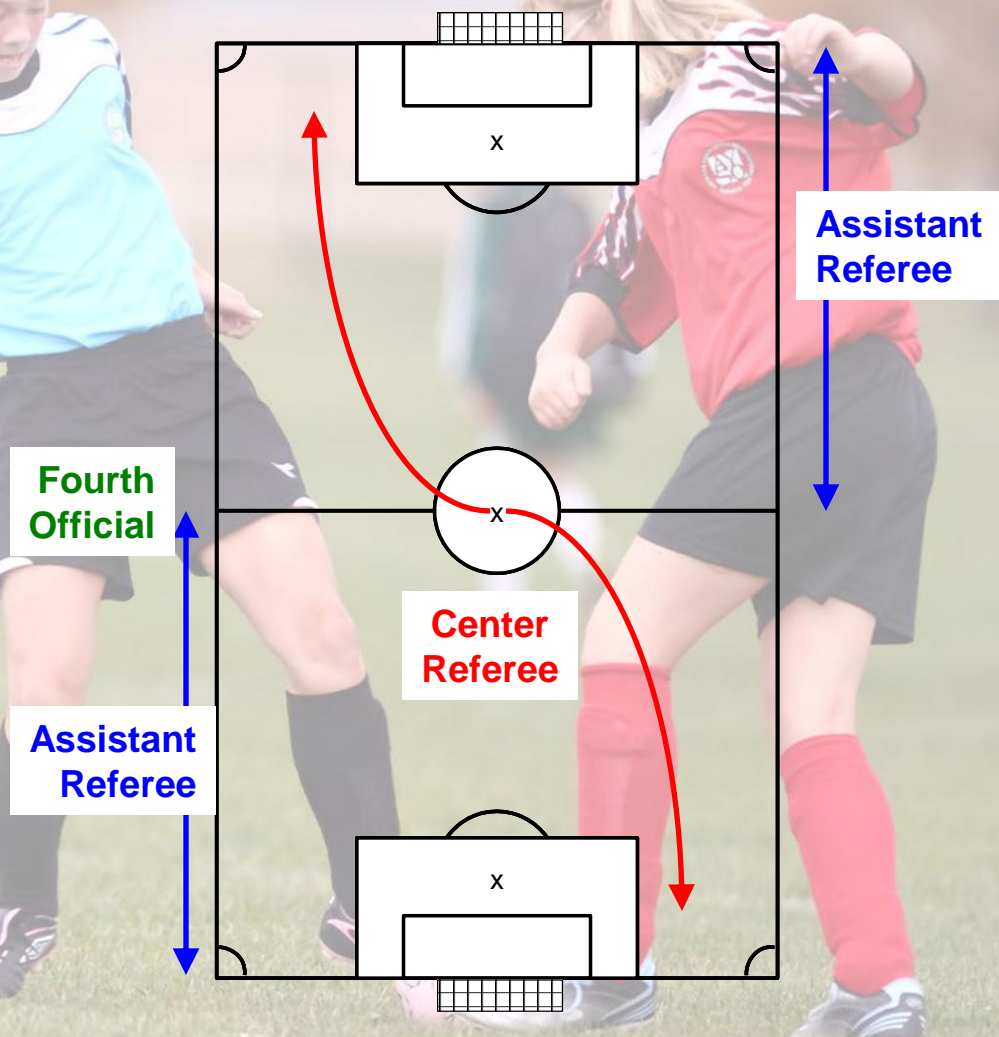 x
Assistant
Referee
Fourth
Official
x
Center
Referee
Assistant
Referee
x